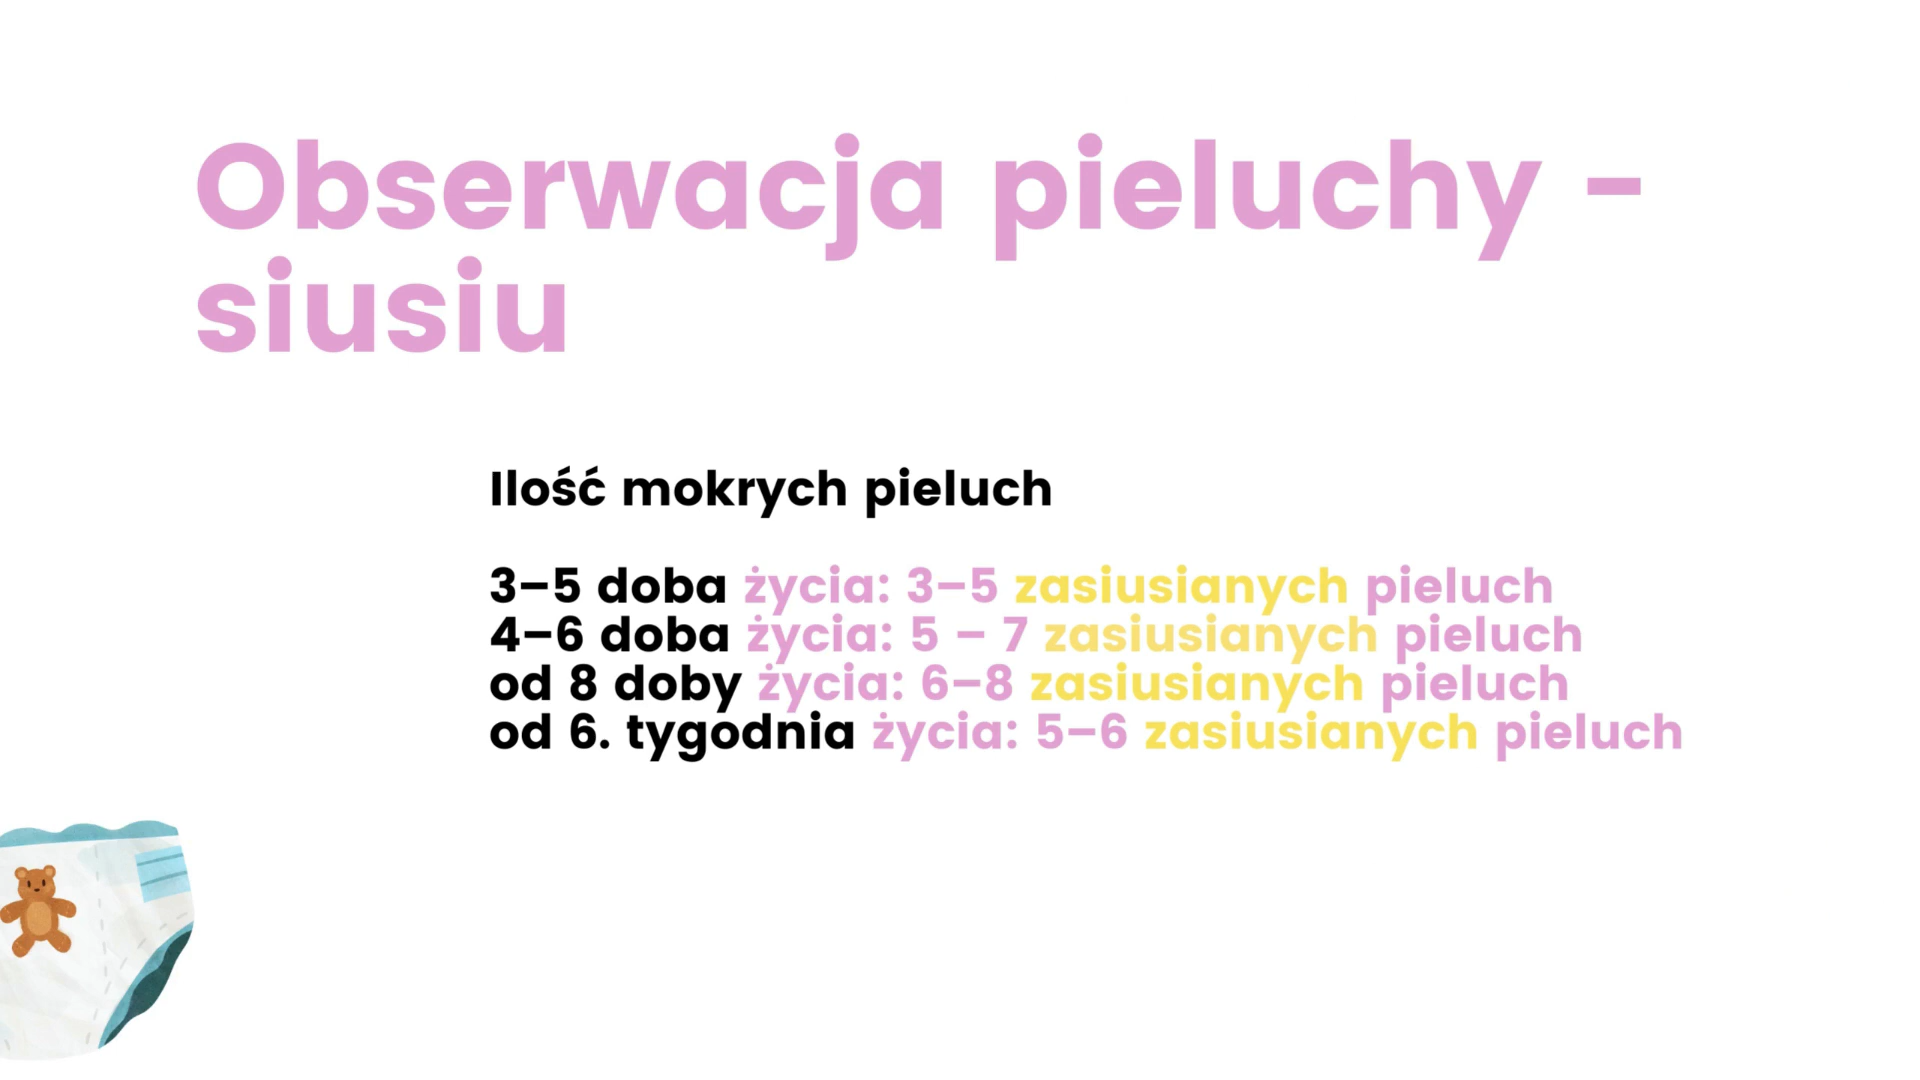 Obserwacja pieluchy -
siusiu
Ilość mokrych pieluch
3–5 doba życia: 3–5 zasiusianych pieluch
4–6 doba życia: 5 – 7 zasiusianych pieluch
od 8 doby życia: 6–8 zasiusianych pieluch
od 6. tygodnia życia: 5–6 zasiusianych pieluch